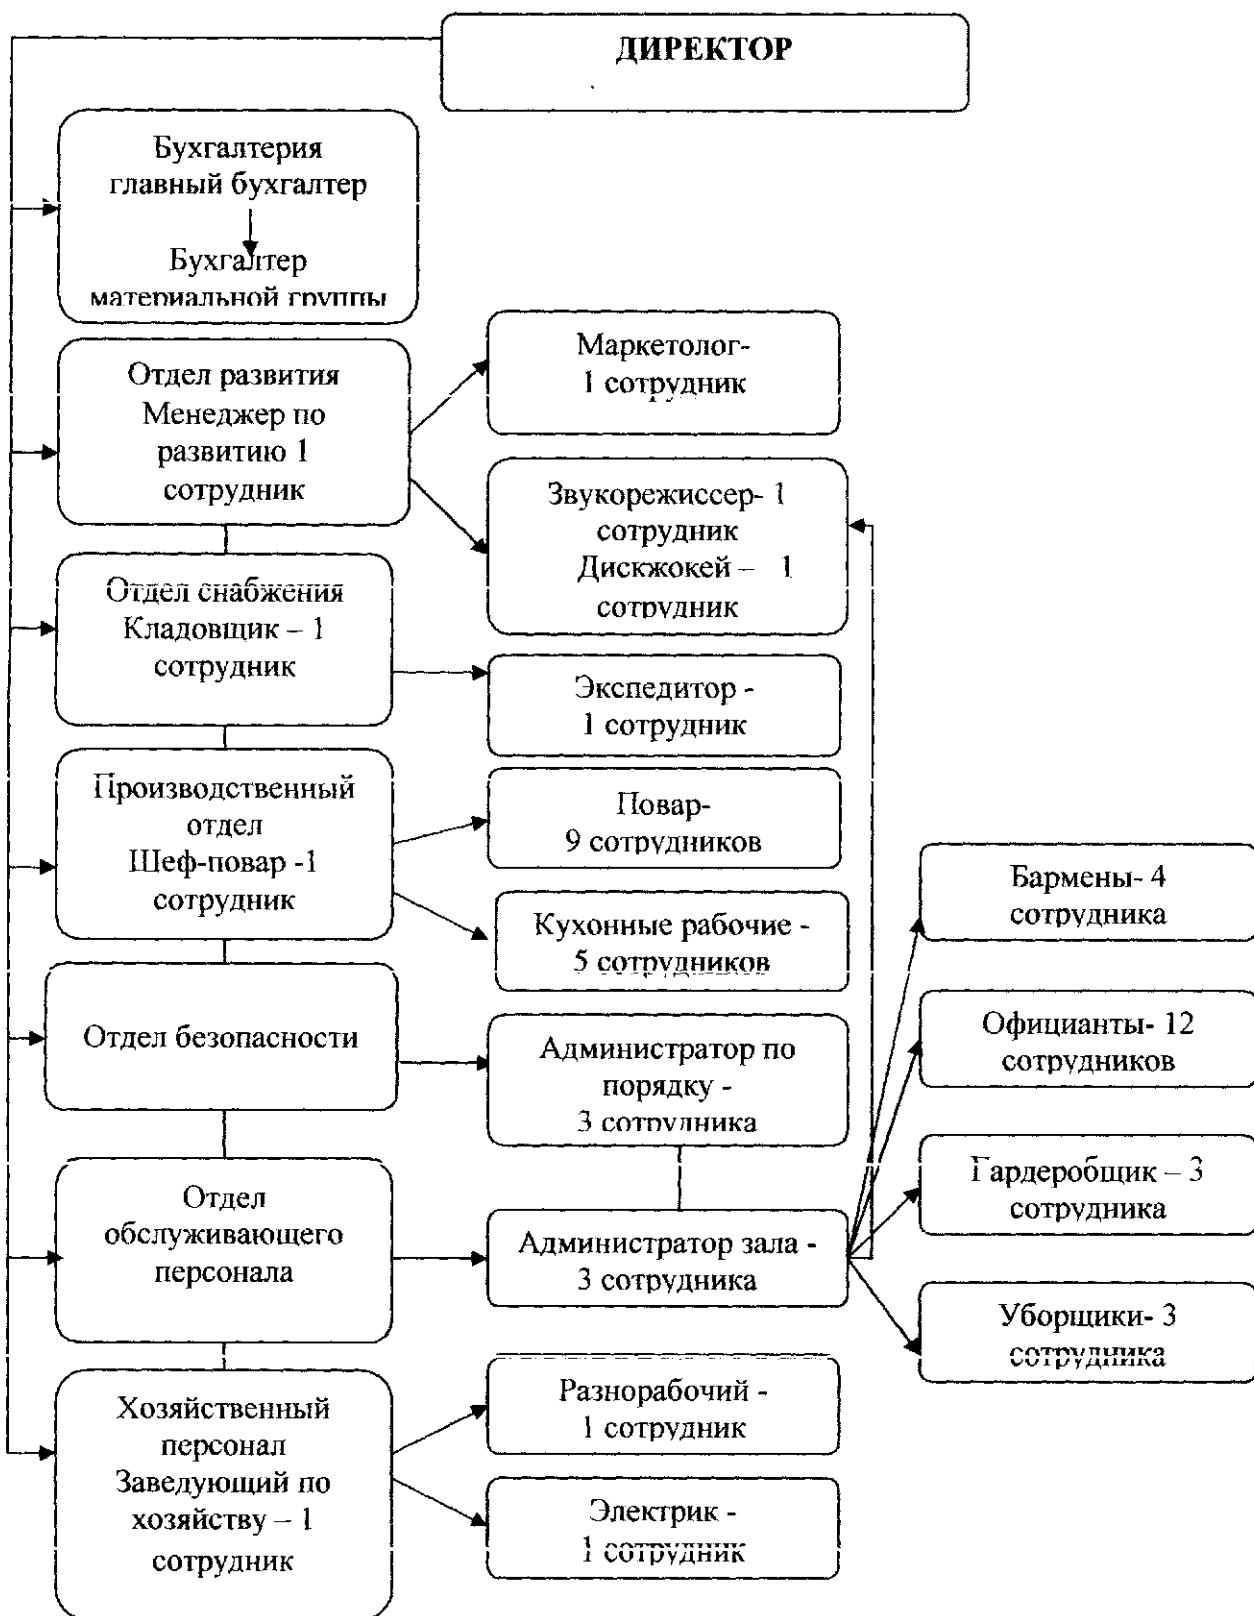 ДИРЕКТОР
Бухгалтерия
главный бухгалтер
Бухгалтер
материальной группы
Отдел развития
Менеджер по
развитию 1
сотрудник
Маркетолог-
1 сотрудник
Звукорежиссер- 1
сотрудник
Дискжокей – 1
сотрудник
Отдел снабжения
Кладовщик – 1
сотрудник
Экспедитор -
1 сотрудник
Производственный
отдел
Шеф-повар -1
сотрудник
Повар-
9 сотрудников
Кухонные рабочие -
5 сотрудников
Отдел безопасности
Администратор по
порядку -
3 сотрудника
Отдел
обслуживающего
персонала
Администратор зала -
3 сотрудника
Бармены- 4
сотрудника
Официанты- 12
сотрудников
Гардеробщик – 3
сотрудника
Уборщики- 3
сотрудника
Хозяйственный
персонал
Заведующий по
хозяйству – 1
сотрудник
Разнорабочий -
1 сотрудник
Электрик -
1 сотрудник